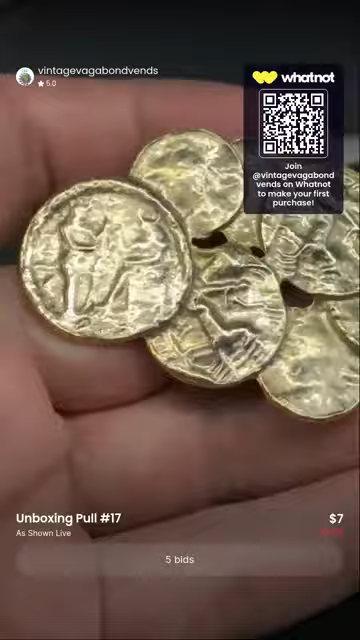 vintagevagabondvends
5.0
whatnot
Join
@vintagevagabond
vends on Whatnot
to make your first
purchase!
Unboxing Pull #17
$7
As Shown Live
5 bids